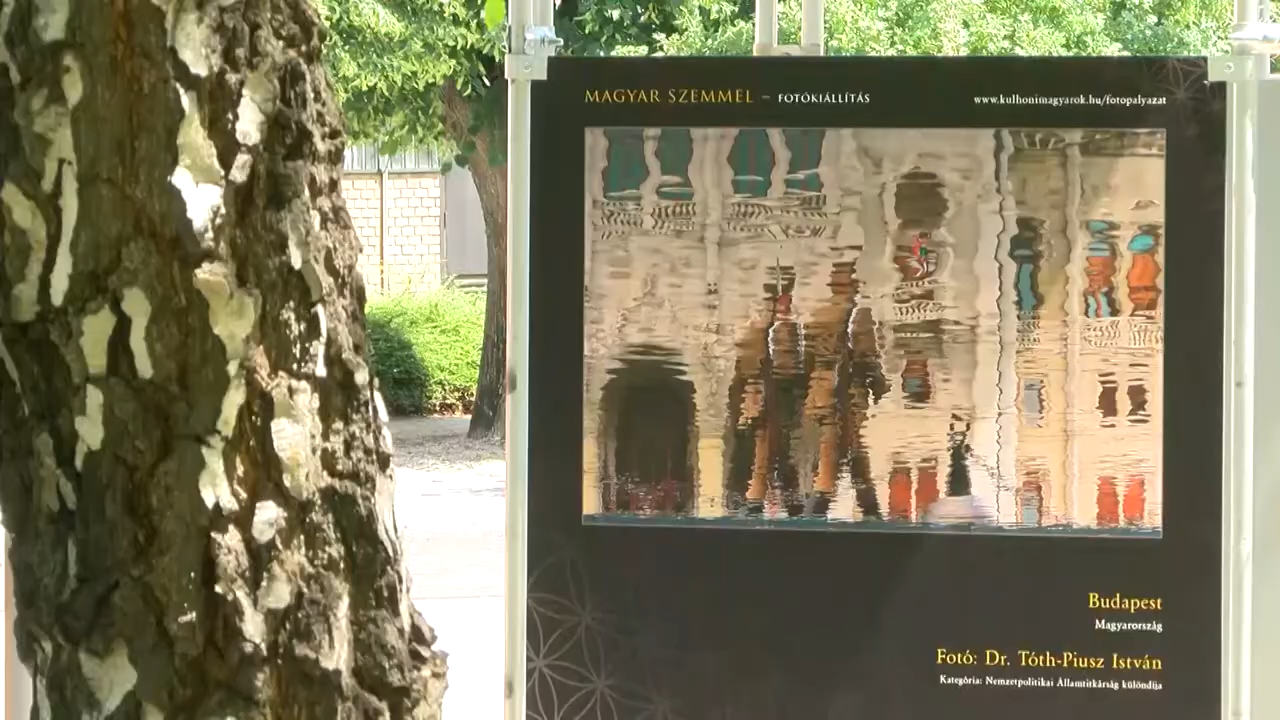 MAGYAR SZEMMEL – FOTÓKIÁLLÍTÁS
www.kulhonimagyarok.hu/fotopalyazat
Budapest
Magyarország
Fotó: Dr. Tóth-Piusz István
Kategória: Nemzetpolitikai Államtitkárság különdíja